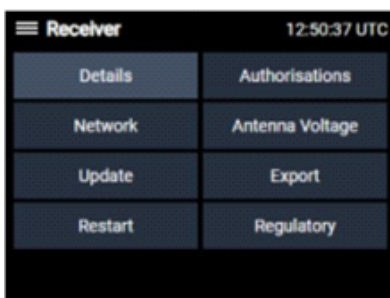 Receiver 12:50:37 UTC
Details Authorisations
Network Antenna Voltage
Update Export
Restart Regulatory